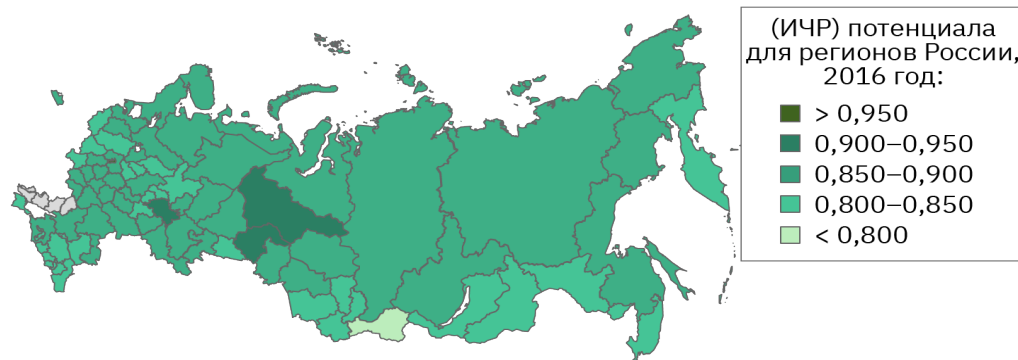 (ИЧР) потенциала
для регионов России,
2016 год:
> 0,950
0,900–0,950
0,850–0,900
0,800–0,850
< 0,800